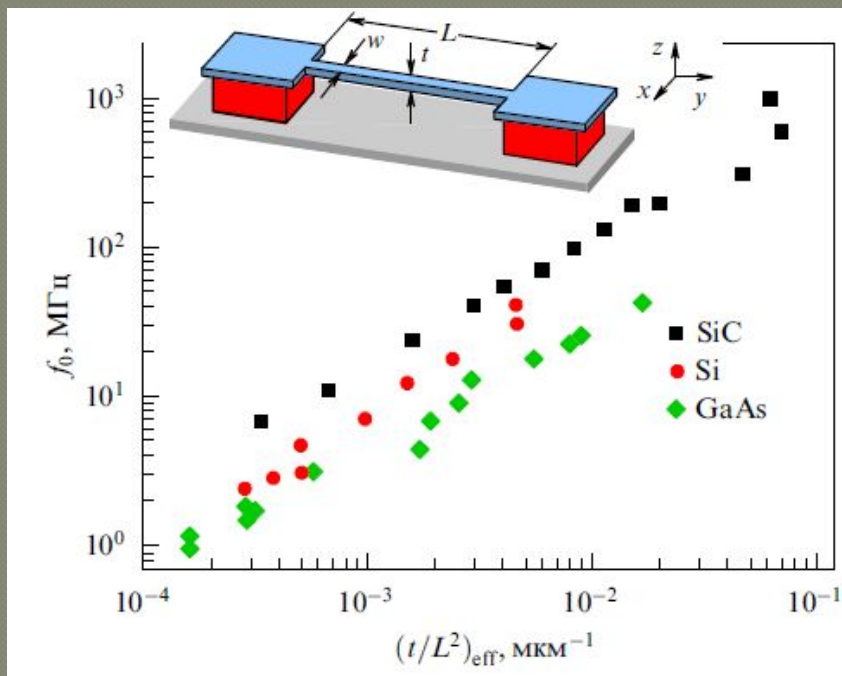 L
w
t
z
x
y
10³
10²
10¹
10⁰
f₀, МГц
SiC
Si
GaAs
10⁻⁴
10⁻³
10⁻²
10⁻¹
(t/L²)eff, мкм⁻¹